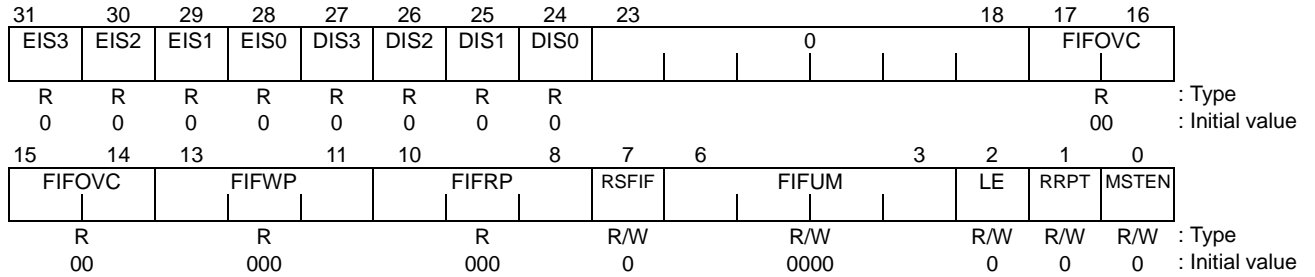 31 30 29 28 27 26 25 24 23 18 17 16
EIS3 EIS2 EIS1 EIS0 DIS3 DIS2 DIS1 DIS0 0 FIFOVC
R R R R R R R R R : Type
0 0 0 0 0 0 0 0 00 : Initial value
15 14 13 11 10 8 7 6 3 2 1 0
FIFOVC FIFWP FIFRP RSFIF FIFUM LE RRPT MSTEN
R R R R/W R/W R/W R/W R/W : Type
00 000 000 0 0000 0 0 0 : Initial value